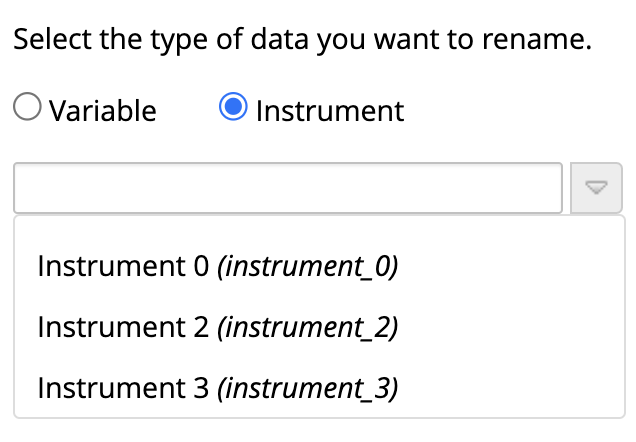 Select the type of data you want to rename.
Variable Instrument
Instrument 0 (instrument_0)
Instrument 2 (instrument_2)
Instrument 3 (instrument_3)